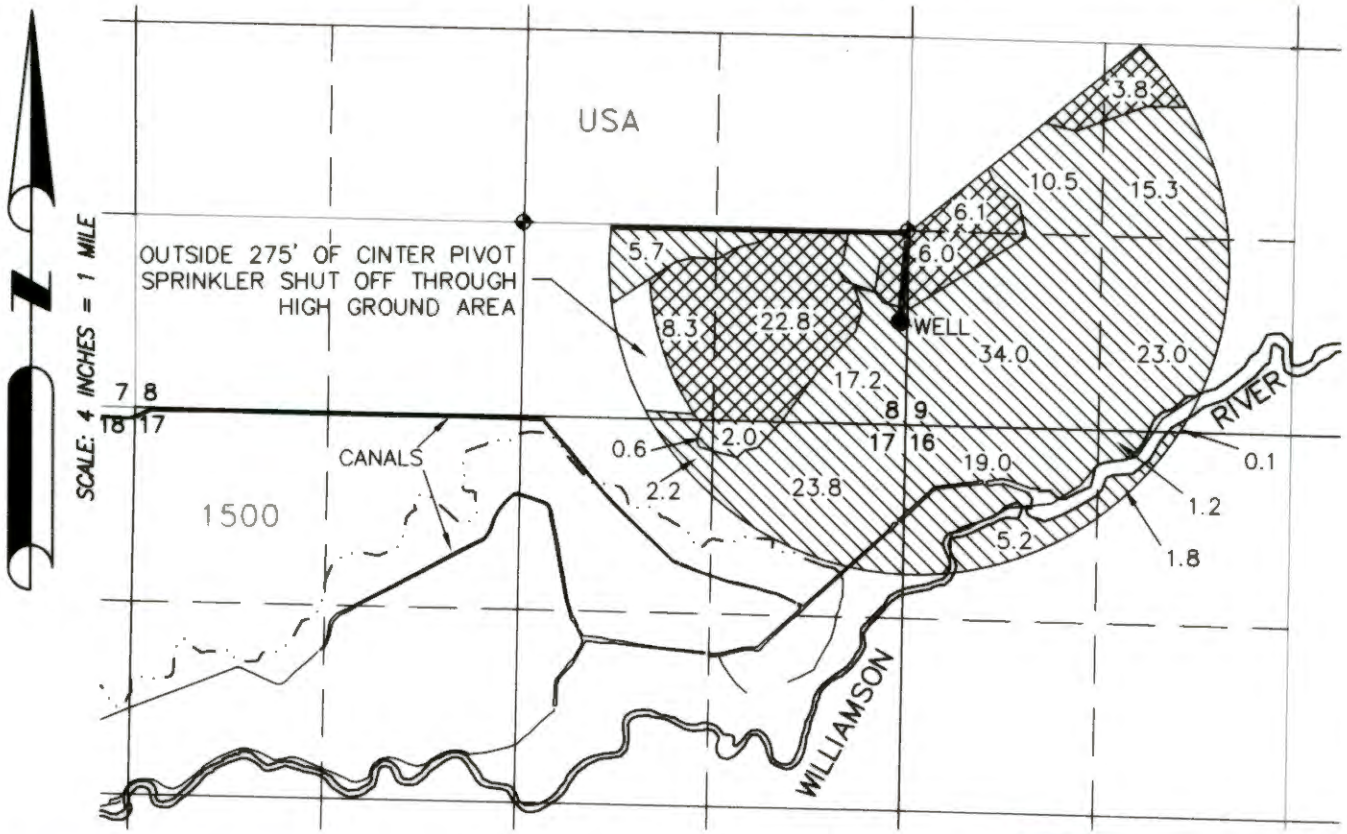 USA
3.8
10.5
15.3
6.1
6.0
OUTSIDE 275' OF CINTER PIVOT
SPRINKLER SHUT OFF THROUGH
HIGH GROUND AREA
5.7
8.3
22.8
WELL
34.0
23.0
17.2
7 8
18 17
8 9
17 16
RIVER
CANALS
0.6
2.0
2.2
23.8
19.0
0.1
1.2
1.8
5.2
1500
WILLIAMSON
N
SCALE: 4 INCHES = 1 MILE